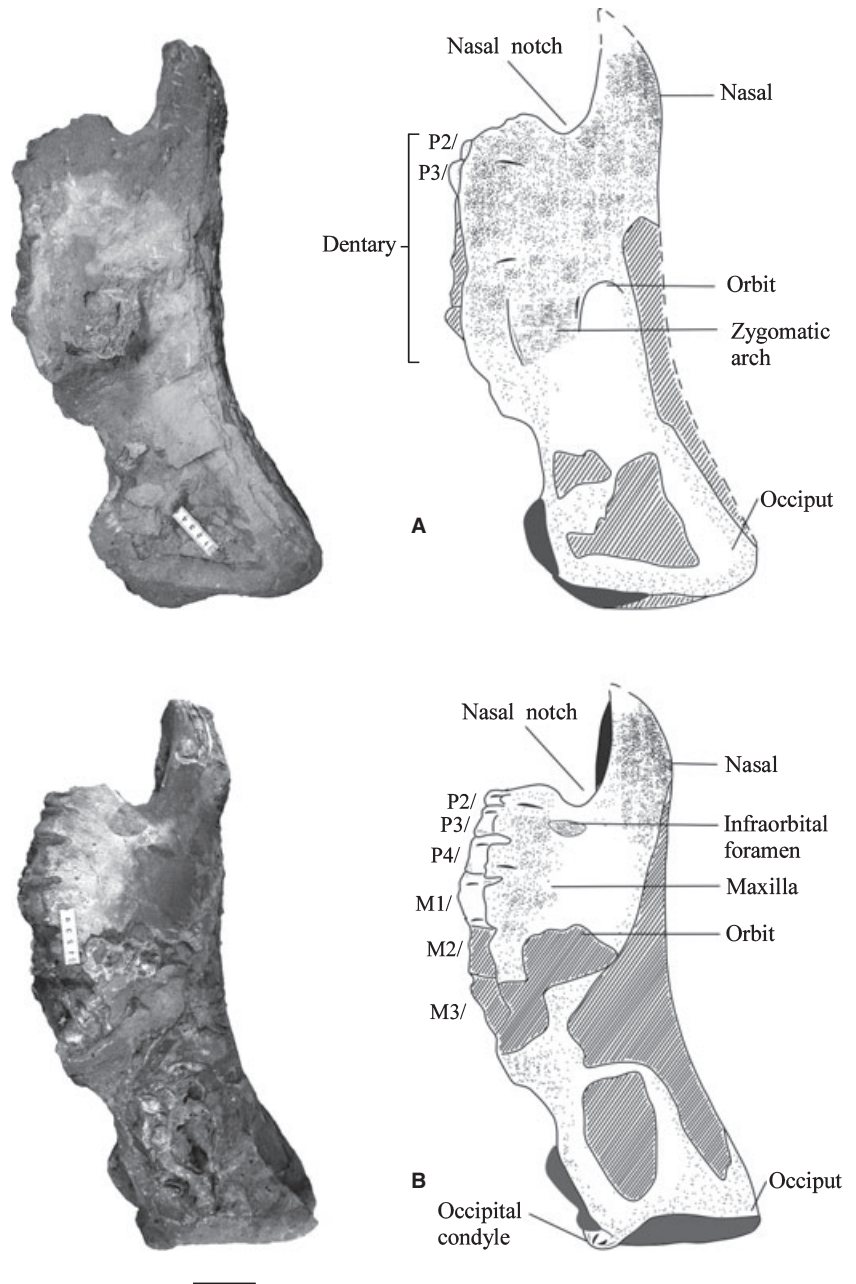 Nasal notch
Nasal
P2/
P3/
Dentary
Orbit
Zygomatic
arch
Occiput
A
Nasal notch
Nasal
P2/
P3/
Infraorbital
foramen
P4/
Maxilla
M1/
Orbit
M2/
M3/
B
Occiput
Occipital
condyle